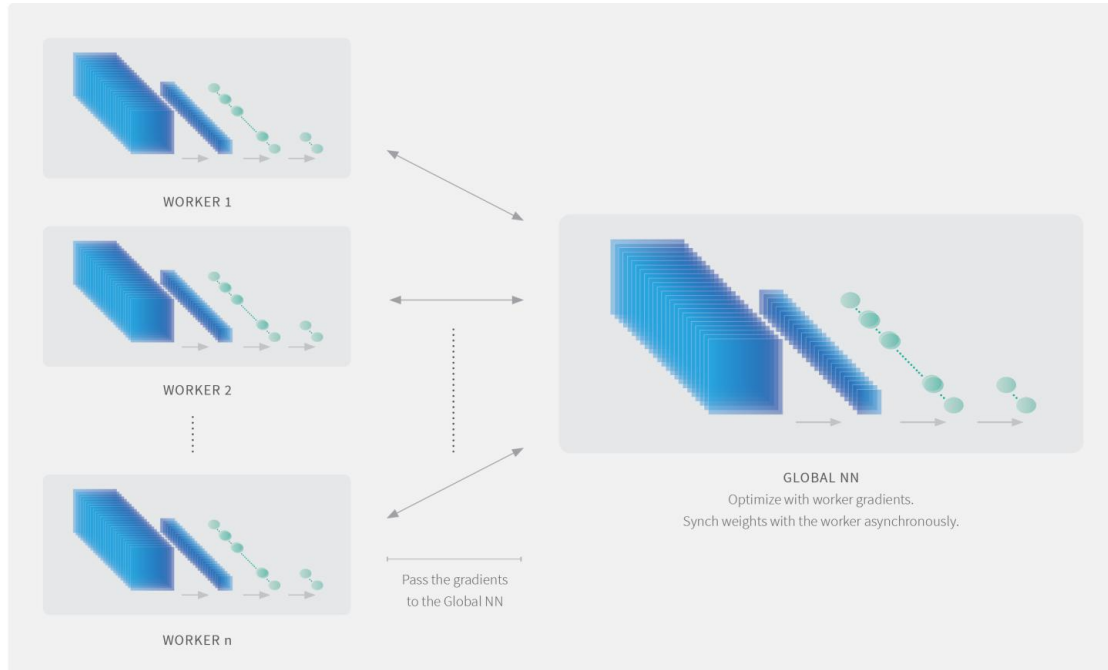 WORKER 1
WORKER 2
WORKER n
Pass the gradients
to the Global NN
GLOBAL NN
Optimize with worker gradients.
Synch weights with the worker asynchronously.